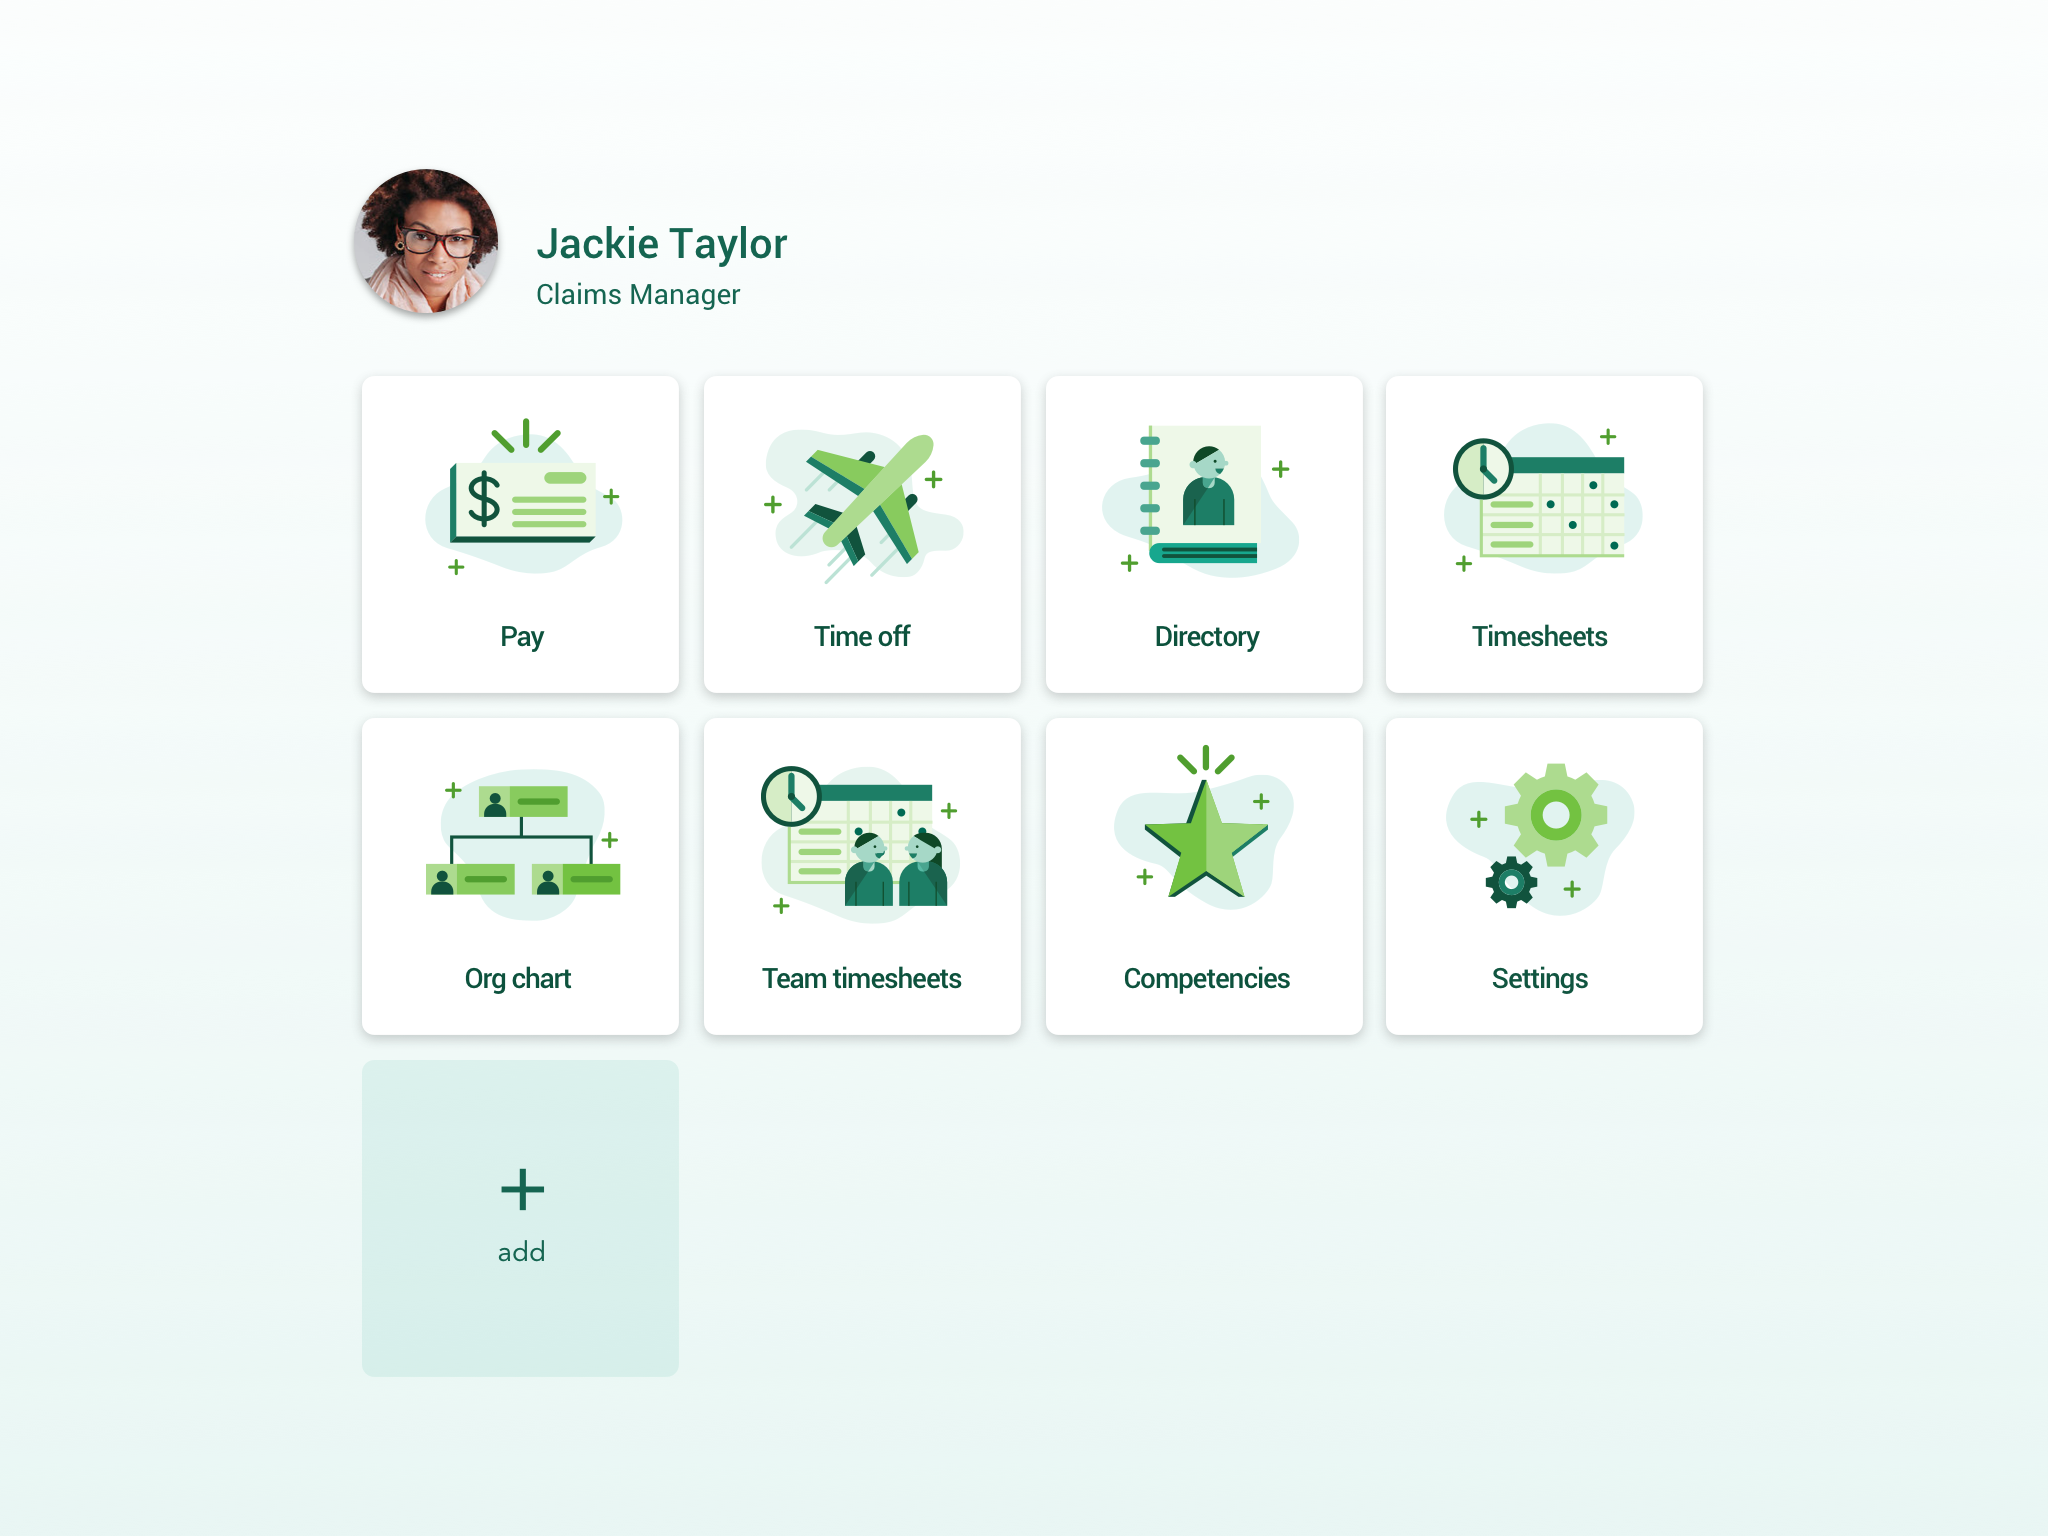 Jackie Taylor
Claims Manager
$
Pay
Time off
Directory
Timesheets
Org chart
Team timesheets
Competencies
Settings
+
add